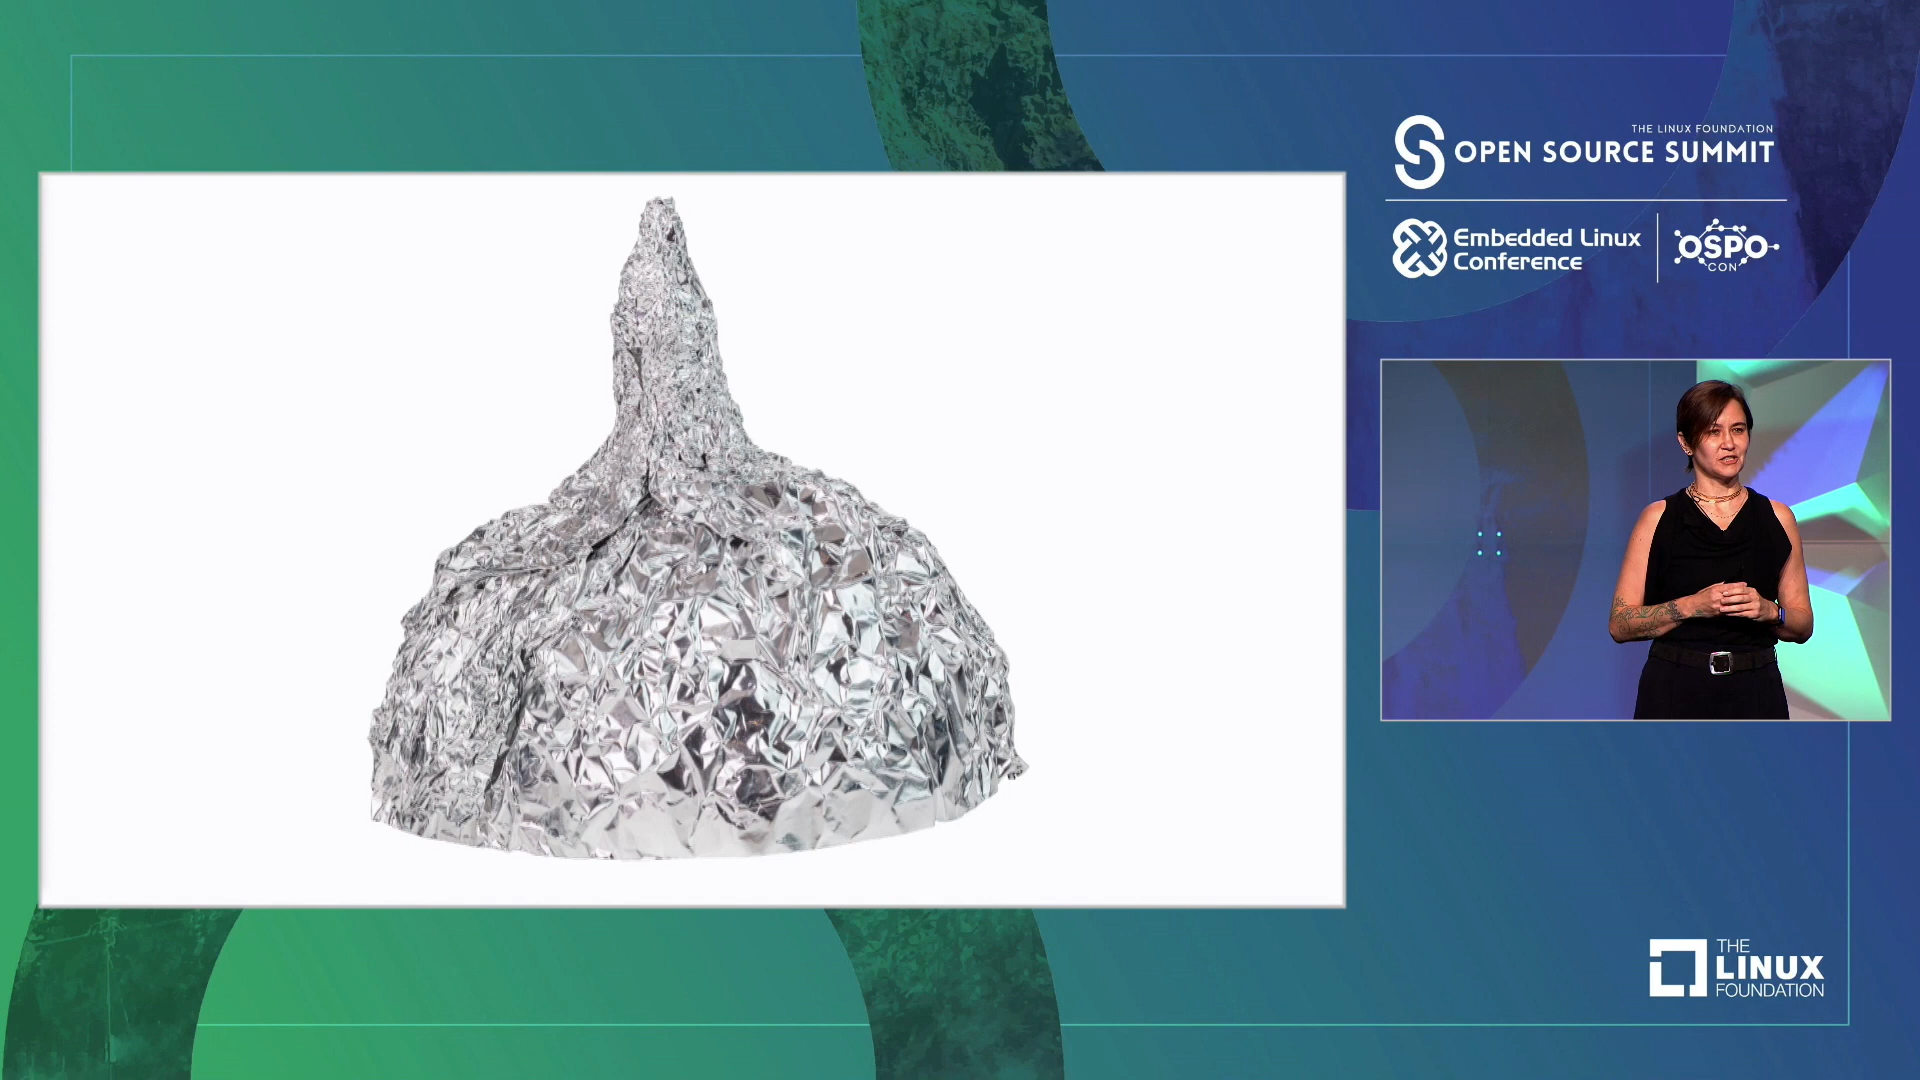 THE LINUX FOUNDATION
OPEN SOURCE SUMMIT
Embedded Linux
Conference
OSPO
CON
THE
LINUX
FOUNDATION